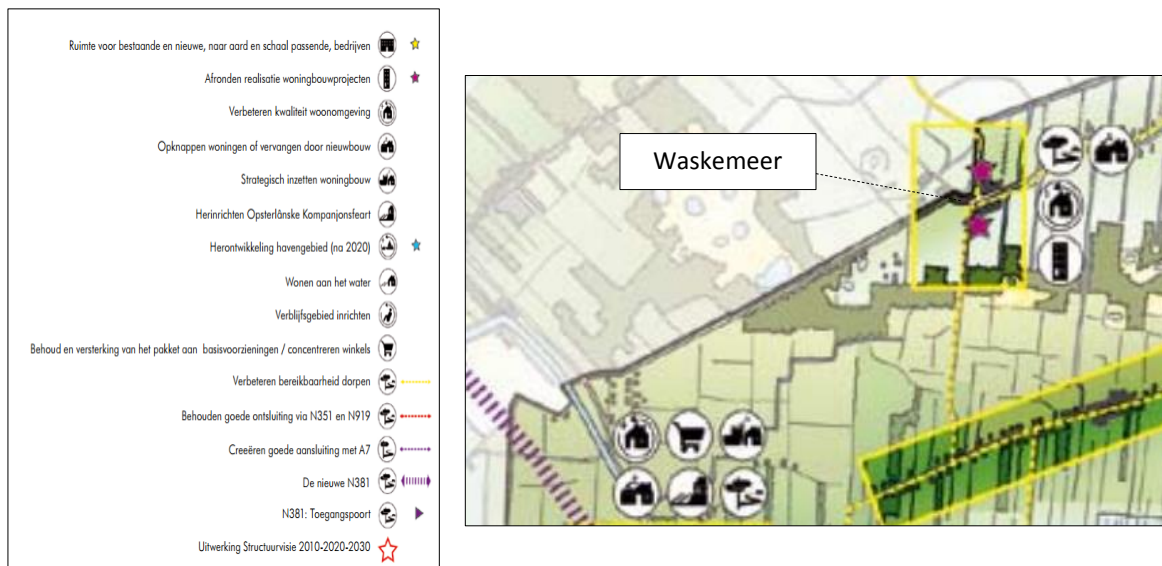 Ruimte voor bestaande en nieuwe, naar aard en schaal passende, bedrijven
Afronden realisatie woningbouwprojecten
Verbeteren kwaliteit woonomgeving
Opknappen woningen of vervangen door nieuwbouw
Strategisch inzetten woningbouw
Herinrichten Opsterlânske Kompanjonsfeart
Herontwikkeling havengebied (na 2020)
Wonen aan het water
Verblijfsgebied inrichten
Behoud en versterking van het pakket aan basisvoorzieningen / concentreren winkels
Verbeteren bereikbaarheid dorpen
Behouden goede ontsluiting via N351 en N919
Creeëren goede aansluiting met A7
De nieuwe N381
N381: Toegangspoort
Uitwerking Structuurvisie 2010-2020-2030
Waskemeer